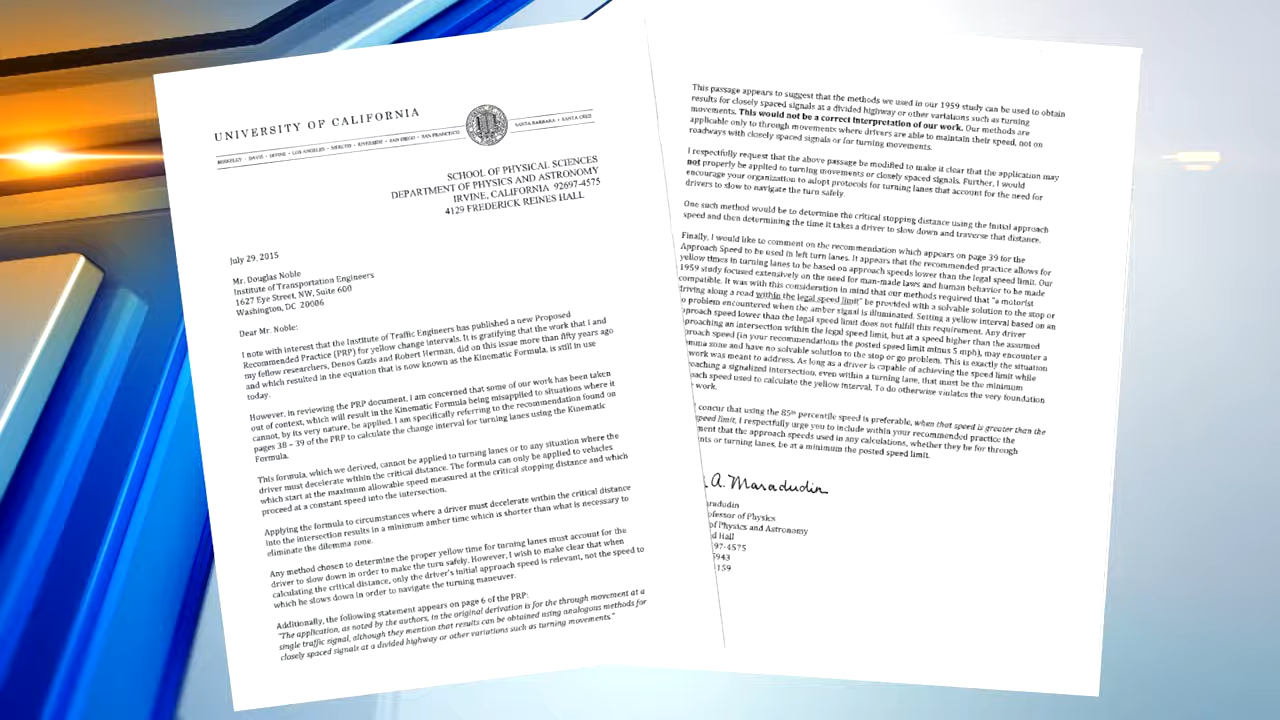 UNIVERSITY OF CALIFORNIA
BERKELEY • DAVIS • IRVINE • LOS ANGELES • MERCED • RIVERSIDE • SAN DIEGO • SAN FRANCISCO
SANTA BARBARA • SANTA CRUZ
SCHOOL OF PHYSICAL SCIENCES
DEPARTMENT OF PHYSICS AND ASTRONOMY
IRVINE, CALIFORNIA 92697-4575
4129 FREDERICK REINES HALL
July 29, 2015
Mr. Douglas Noble
Institute of Transportation Engineers
1627 Eye Street, NW, Suite 600
Washington, DC 20006
Dear Mr. Noble:
I note with interest that the Institute of Traffic Engineers has published a new Proposed
Recommended Practice (PRP) for yellow change intervals. It is gratifying that the work that I and
my fellow researchers, Denos Gazis and Robert Herman, did on this issue more than fifty years ago
and which resulted in the equation that is now known as the Kinematic Formula, is still in use
today.
However, in reviewing the PRP document, I am concerned that some of our work has been taken
out of context, which will result in the Kinematic Formula being misapplied to situations where it
cannot, by its very nature, be applied. I am specifically referring to the recommendation found on
pages 38 – 39 of the PRP to calculate the change interval for turning lanes using the Kinematic
Formula.
This formula, which we derived, cannot be applied to turning lanes or to any situation where the
driver must decelerate within the critical distance. The formula can only be applied to vehicles
which start at the maximum allowable speed measured at the critical stopping distance and which
proceed at a constant speed into the intersection.
Applying the formula to circumstances where a driver must decelerate within the critical distance
into the intersection results in a minimum amber time which is shorter than what is necessary to
eliminate the dilemma zone.
Any method chosen to determine the proper yellow time for turning lanes must account for the
driver to slow down in order to make the turn safely. However, I wish to make clear that when
calculating the critical distance, only the driver's initial approach speed is relevant, not the speed to
which he slows down in order to navigate the turning maneuver.
Additionally, the following statement appears on page 6 of the PRP:
"The application, as noted by the authors, in the original derivation is for the through movement at a
single traffic signal, although they mention that results can be obtained using analogous methods for
closely spaced signals at a divided highway or other variations such as turning movements."
This passage appears to suggest that the methods we used in our 1959 study can be used to obtain
results for closely spaced signals at a divided highway or other variations such as turning
movements. This would not be a correct interpretation of our work. Our methods are
applicable only to through movements where drivers are able to maintain their speed, not on
roadways with closely spaced signals or for turning movements.
I respectfully request that the above passage be modified to make it clear that the application may
not properly be applied to turning movements or closely spaced signals. Further, I would
encourage your organization to adopt protocols for turning lanes that account for the need for
drivers to slow to navigate the turn safely.
One such method would be to determine the critical stopping distance using the initial approach
speed and then determining the time it takes a driver to slow down and traverse that distance.
Finally, I would like to comment on the recommendation which appears on page 39 for the
Approach Speed to be used in left turn lanes. It appears that the recommended practice allows for
yellow times in turning lanes to be based on approach speeds lower than the legal speed limit. Our
1959 study focused extensively on the need for man-made laws and human behavior to be made
compatible. It was with this consideration in mind that our methods required that "a motorist
driving along a road within the legal speed limit" be provided with a solvable solution to the stop or
o problem encountered when the amber signal is illuminated. Setting a yellow interval based on an
proach speed lower than the legal speed limit does not fulfill this requirement. Any driver
proaching an intersection within the legal speed limit, but at a speed higher than the assumed
roach speed (in your recommendations the posted speed limit minus 5 mph), may encounter a
mma zone and have no solvable solution to the stop or go problem. This is exactly the situation
work was meant to address. As long as a driver is capable of achieving the speed limit while
oaching a signalized intersection, even within a turning lane, that must be the minimum
ach speed used to calculate the yellow interval. To do otherwise violates the very foundation
work.
concur that using the 85th percentile speed is preferable, when that speed is greater than the
speed limit, I respectfully urge you to include within your recommended practice the
ment that the approach speeds used in any calculations, whether they be for through
nts or turning lanes, be at a minimum the posted speed limit.
A. Maradudin
aradudin
ofessor of Physics
of Physics and Astronomy
d Hall
97-4575
5943
159